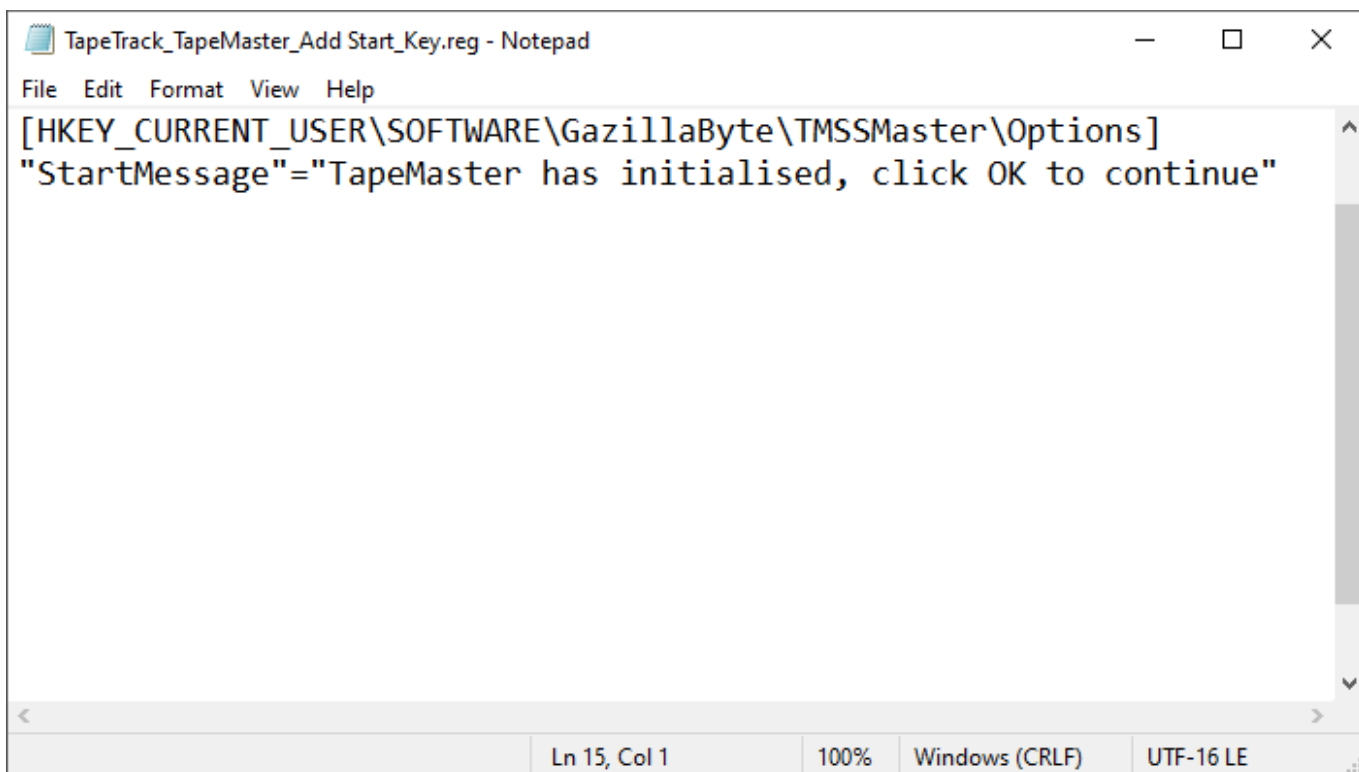 TapeTrack_TapeMaster_Add Start_Key.reg - Notepad
File Edit Format View Help
[HKEY_CURRENT_USER\SOFTWARE\GazillaByte\TMSSMaster\Options]
"StartMessage"="TapeMaster has initialised, click OK to continue"
Ln 15, Col 1 100% Windows (CRLF) UTF-16 LE